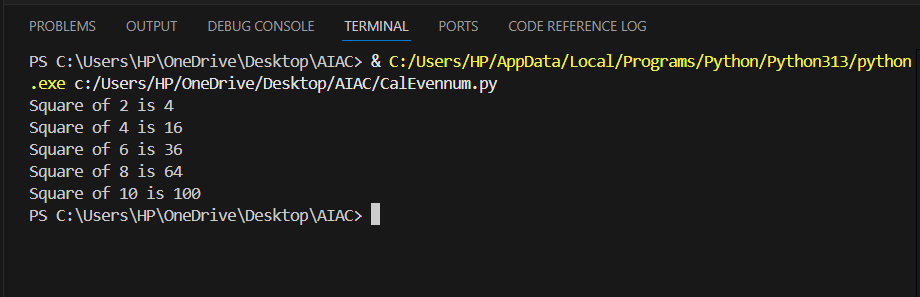 PROBLEMS OUTPUT DEBUG CONSOLE TERMINAL PORTS CODE REFERENCE LOG
PS C:\Users\HP\OneDrive\Desktop\AIAC> & C:/Users/HP/AppData/Local/Programs/Python/Python313/python
.exe c:/Users/HP/OneDrive/Desktop/AIAC/CalEvennum.py
Square of 2 is 4
Square of 4 is 16
Square of 6 is 36
Square of 8 is 64
Square of 10 is 100
PS C:\Users\HP\OneDrive\Desktop\AIAC>